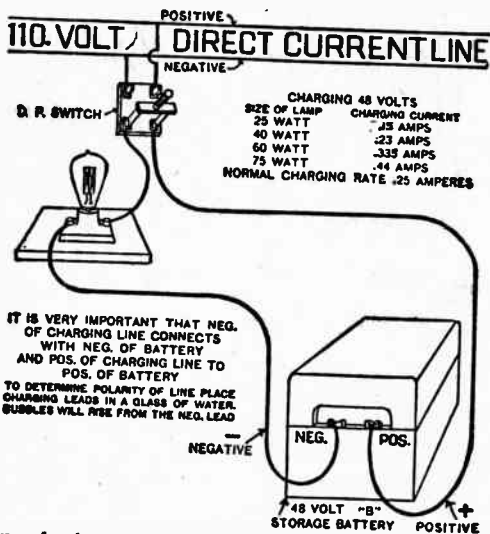 POSITIVE
110. VOLT DIRECT CURRENT LINE
NEGATIVE
D. P. SWITCH
CHARGING 48 VOLTS
SIZE OF LAMP CHARGING CURRENT
25 WATT .15 AMPS
40 WATT .23 AMPS
60 WATT .335 AMPS
75 WATT .44 AMPS
NORMAL CHARGING RATE .25 AMPERES
IT IS VERY IMPORTANT THAT NEG.
OF CHARGING LINE CONNECTS
WITH NEG. OF BATTERY
AND POS. OF CHARGING LINE TO
POS. OF BATTERY
TO DETERMINE POLARITY OF LINE PLACE
CHARGING LEADS IN A GLASS OF WATER.
BUBBLES WILL RISE FROM THE NEG. LEAD
NEG. POS.
−
NEGATIVE
48 VOLT "B"
STORAGE BATTERY
+
POSITIVE